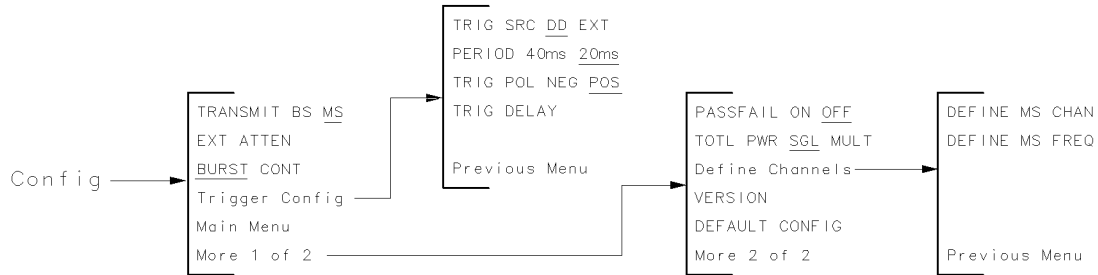 Config
TRANSMIT BS MS
EXT ATTEN
BURST CONT
Trigger Config
Main Menu
More 1 of 2
TRIG SRC DD EXT
PERIOD 40ms 20ms
TRIG POL NEG POS
TRIG DELAY
Previous Menu
PASSFAIL ON OFF
TOTL PWR SGL MULT
Define Channels
VERSION
DEFAULT CONFIG
More 2 of 2
DEFINE MS CHAN
DEFINE MS FREQ
Previous Menu